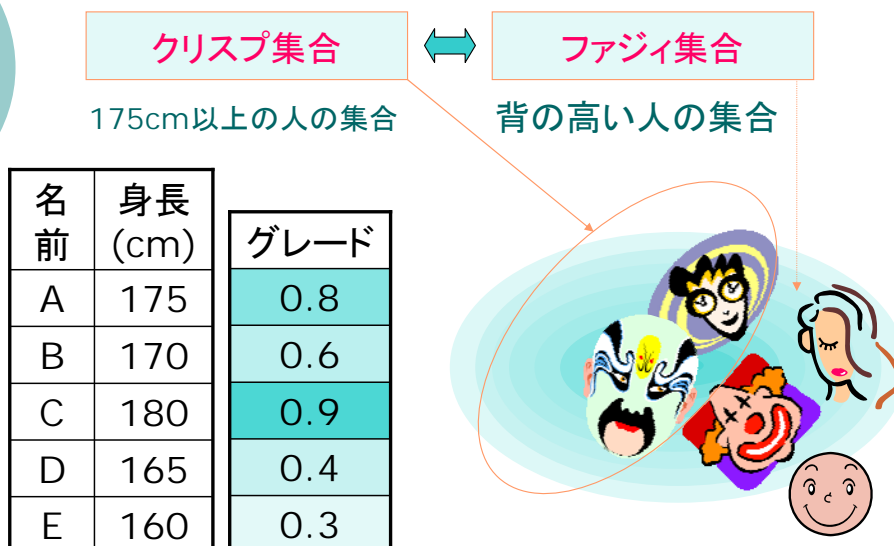 クリスプ集合
ファジィ集合
175cm以上の人の集合
背の高い人の集合
名前 身長(cm) グレード
A 175 0.8
B 170 0.6
C 180 0.9
D 165 0.4
E 160 0.3